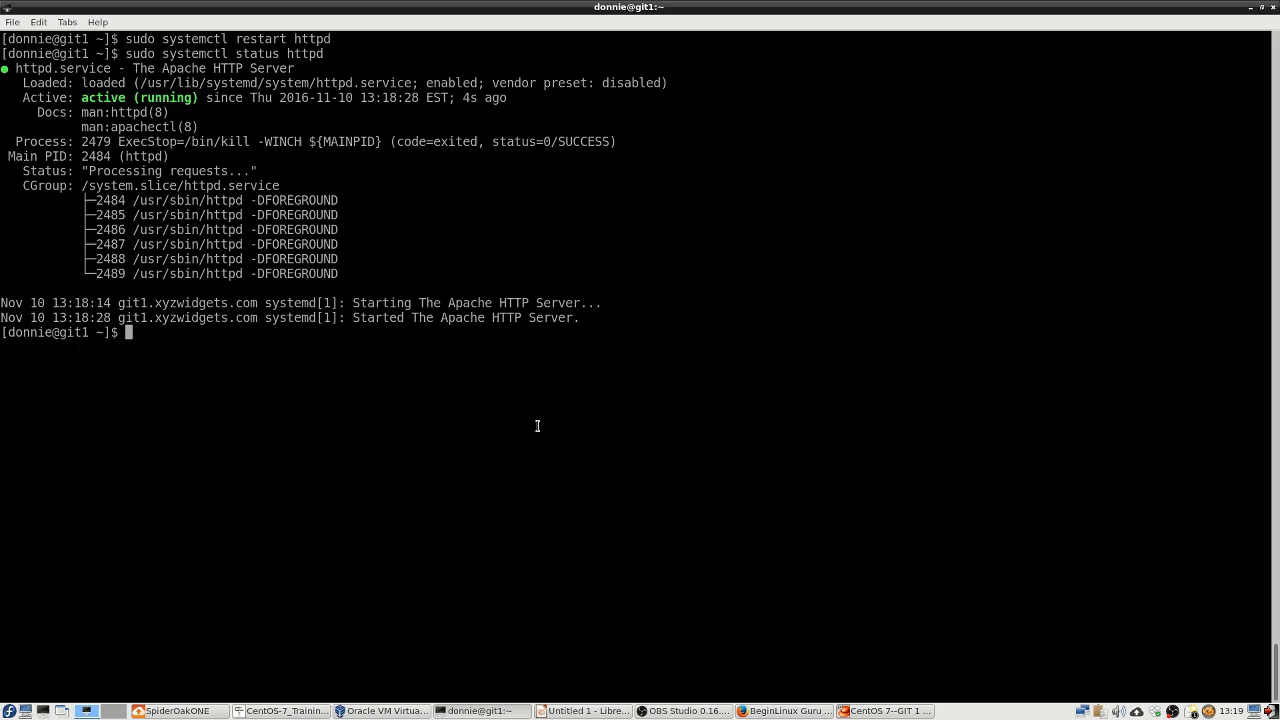 donnie@git1:~
File Edit Tabs Help
[donnie@git1 ~]$ sudo systemctl restart httpd
[donnie@git1 ~]$ sudo systemctl status httpd
● httpd.service - The Apache HTTP Server
Loaded: loaded (/usr/lib/systemd/system/httpd.service; enabled; vendor preset: disabled)
Active: active (running) since Thu 2016-11-10 13:18:28 EST; 4s ago
Docs: man:httpd(8)
man:apachectl(8)
Process: 2479 ExecStop=/bin/kill -WINCH ${MAINPID} (code=exited, status=0/SUCCESS)
Main PID: 2484 (httpd)
Status: "Processing requests..."
CGroup: /system.slice/httpd.service
├─2484 /usr/sbin/httpd -DFOREGROUND
├─2485 /usr/sbin/httpd -DFOREGROUND
├─2486 /usr/sbin/httpd -DFOREGROUND
├─2487 /usr/sbin/httpd -DFOREGROUND
├─2488 /usr/sbin/httpd -DFOREGROUND
└─2489 /usr/sbin/httpd -DFOREGROUND
Nov 10 13:18:14 git1.xyzwidgets.com systemd[1]: Starting The Apache HTTP Server...
Nov 10 13:18:28 git1.xyzwidgets.com systemd[1]: Started The Apache HTTP Server.
[donnie@git1 ~]$
SpiderOakONE CentOS-7_Trainin... Oracle VM Virtua... donnie@git1:~ Untitled 1 - Libre... OBS Studio 0.16.... BeginLinux Guru ... CentOS 7--GIT 1 ... 13:19